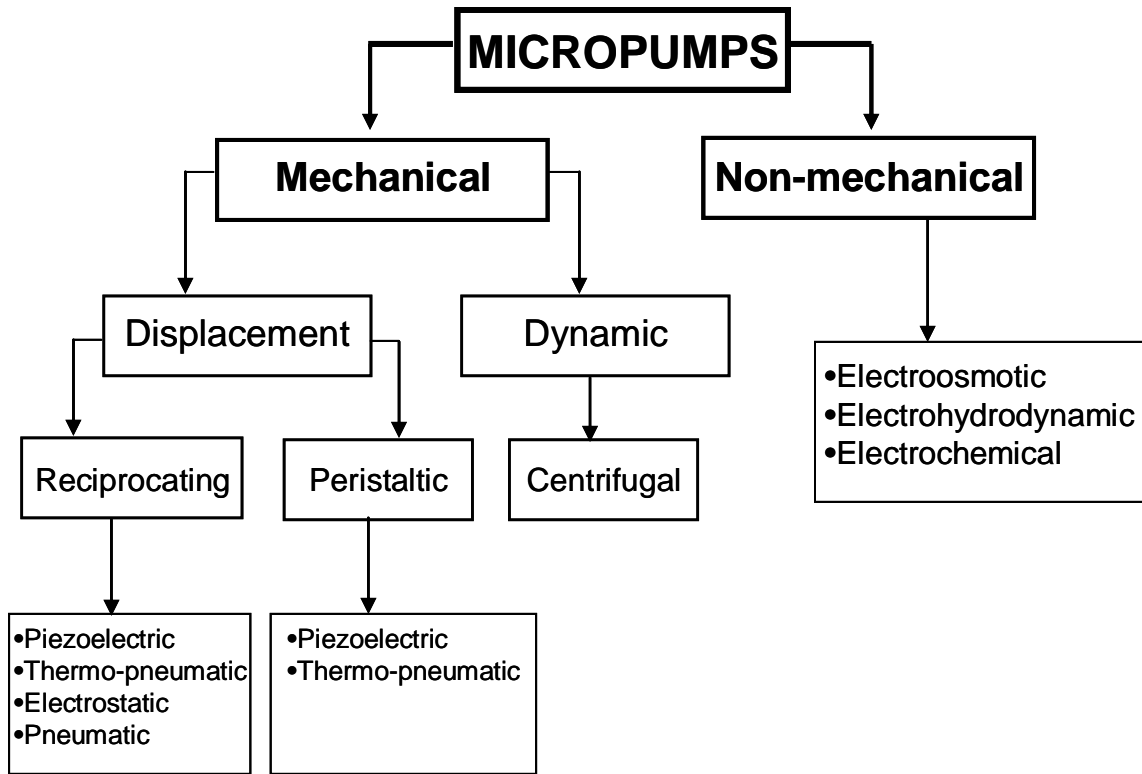 MICROPUMPS
Mechanical
Non-mechanical
Displacement
Dynamic
•Electroosmotic
•Electrohydrodynamic
•Electrochemical
Reciprocating
Peristaltic
Centrifugal
•Piezoelectric
•Thermo-pneumatic
•Electrostatic
•Pneumatic
•Piezoelectric
•Thermo-pneumatic